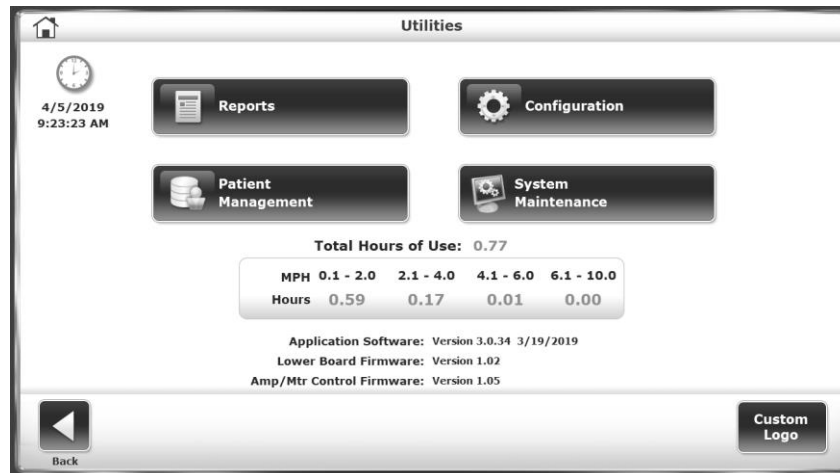 Utilities
4/5/2019
9:23:23 AM
Reports
Configuration
Patient
Management
System
Maintenance
Total Hours of Use: 0.77
MPH 0.1 - 2.0 2.1 - 4.0 4.1 - 6.0 6.1 - 10.0
Hours 0.59 0.17 0.01 0.00
Application Software: Version 3.0.34 3/19/2019
Lower Board Firmware: Version 1.02
Amp/Mtr Control Firmware: Version 1.05
Back
Custom
Logo